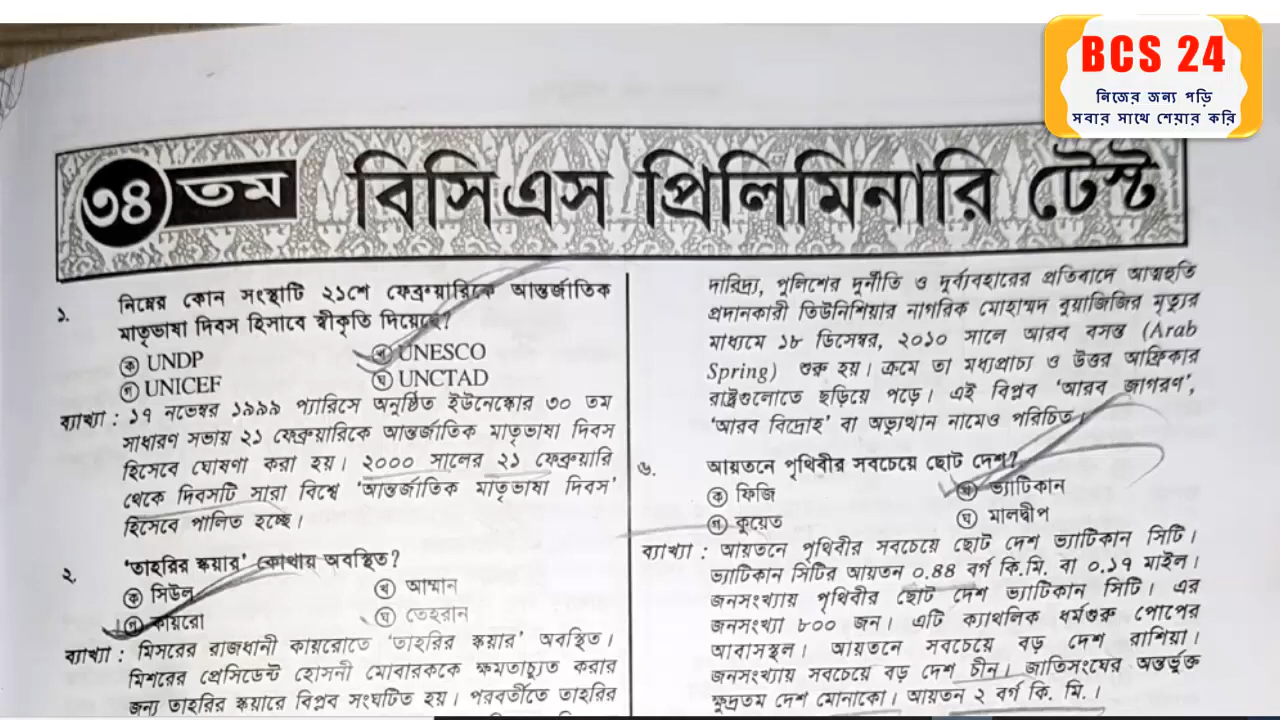 BCS 24
নিজের জন্য পড়ি
সবার সাথে শেয়ার করি
৩৪ তম বিসিএস প্রিলিমিনারি টেস্ট
১. নিম্নের কোন সংস্থাটি ২১শে ফেব্রুয়ারিকে আন্তর্জাতিক
মাতৃভাষা দিবস হিসাবে স্বীকৃতি দিয়েছে?
ক UNDP খ UNESCO
গ UNICEF ঘ UNCTAD
ব্যাখ্যা : ১৭ নভেম্বর ১৯৯৯ প্যারিসে অনুষ্ঠিত ইউনেস্কোর ৩০ তম
সাধারণ সভায় ২১ ফেব্রুয়ারিকে আন্তর্জাতিক মাতৃভাষা দিবস
হিসেবে ঘোষণা করা হয়। ২০০০ সালের ২১ ফেব্রুয়ারি
থেকে দিবসটি সারা বিশ্বে ‘আন্তর্জাতিক মাতৃভাষা দিবস’
হিসেবে পালিত হচ্ছে।
২. ‘তাহরির স্কয়ার’ কোথায় অবস্থিত?
ক সিউল খ আম্মান
গ কায়রো ঘ তেহরান
ব্যাখ্যা : মিসরের রাজধানী কায়রোতে ‘তাহরির স্কয়ার’ অবস্থিত।
মিশরের প্রেসিডেন্ট হোসনী মোবারককে ক্ষমতাচ্যুত করার
জন্য তাহরির স্কয়ারে বিপ্লব সংঘটিত হয়। পরবর্তীতে তাহরির
দারিদ্র্য, পুলিশের দুর্নীতি ও দুর্ব্যবহারের প্রতিবাদে আত্মহুতি
প্রদানকারী তিউনিশিয়ার নাগরিক মোহাম্মদ বুয়াজিজির মৃত্যুর
মাধ্যমে ১৮ ডিসেম্বর, ২০১০ সালে আরব বসন্ত (Arab
Spring) শুরু হয়। ক্রমে তা মধ্যপ্রাচ্য ও উত্তর আফ্রিকার
রাষ্ট্রগুলোতে ছড়িয়ে পড়ে। এই বিপ্লব ‘আরব জাগরণ’,
‘আরব বিদ্রোহ’ বা অভ্যুত্থান নামেও পরিচিত।
৬. আয়তনে পৃথিবীর সবচেয়ে ছোট দেশ?
ক ফিজি খ ভ্যাটিকান
গ কুয়েত ঘ মালদ্বীপ
ব্যাখ্যা : আয়তনে পৃথিবীর সবচেয়ে ছোট দেশ ভ্যাটিকান সিটি।
ভ্যাটিকান সিটির আয়তন ০.৪৪ বর্গ কি.মি. বা ০.১৭ মাইল।
জনসংখ্যায় পৃথিবীর ছোট দেশ ভ্যাটিকান সিটি। এর
জনসংখ্যা ৮০০ জন। এটি ক্যাথলিক ধর্মগুরু পোপের
আবাসস্থল। আয়তনে সবচেয়ে বড় দেশ রাশিয়া।
জনসংখ্যায় সবচেয়ে বড় দেশ চীন। জাতিসংঘের অন্তর্ভুক্ত
ক্ষুদ্রতম দেশ মোনাকো। আয়তন ২ বর্গ কি. মি.।